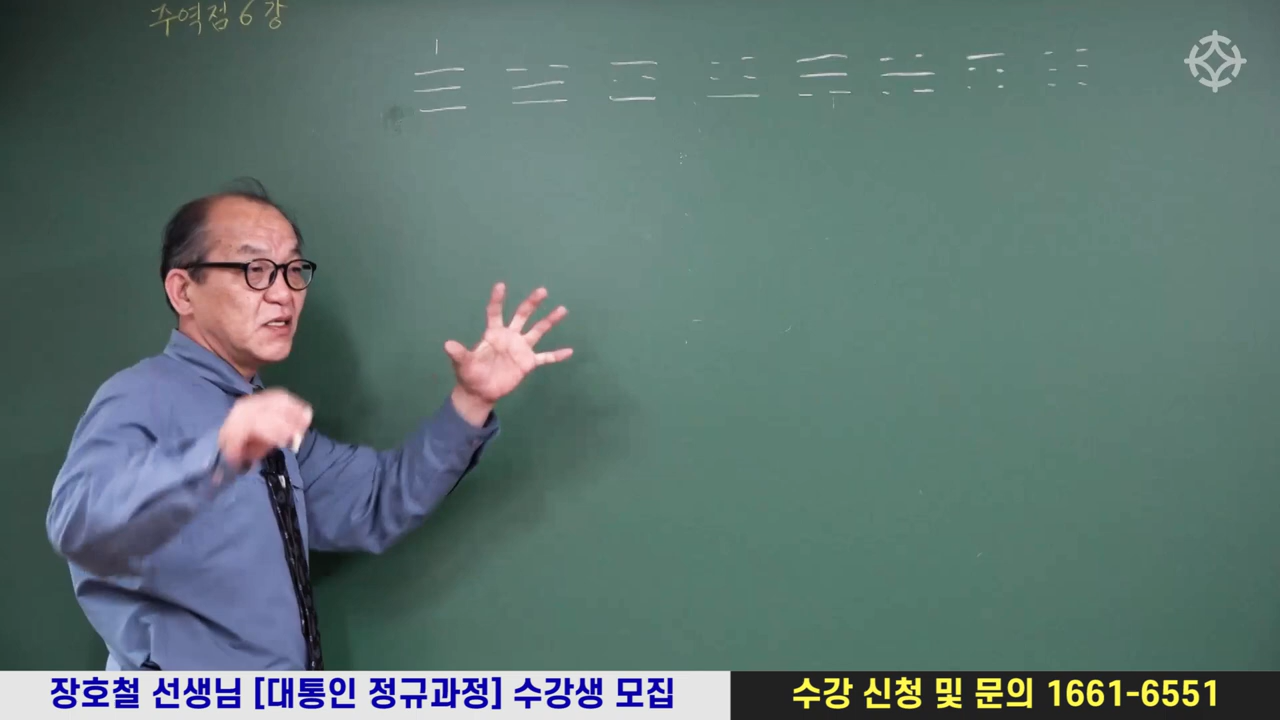 주역점 6강
장호철 선생님 [대통인 정규과정] 수강생 모집
수강 신청 및 문의 1661-6551